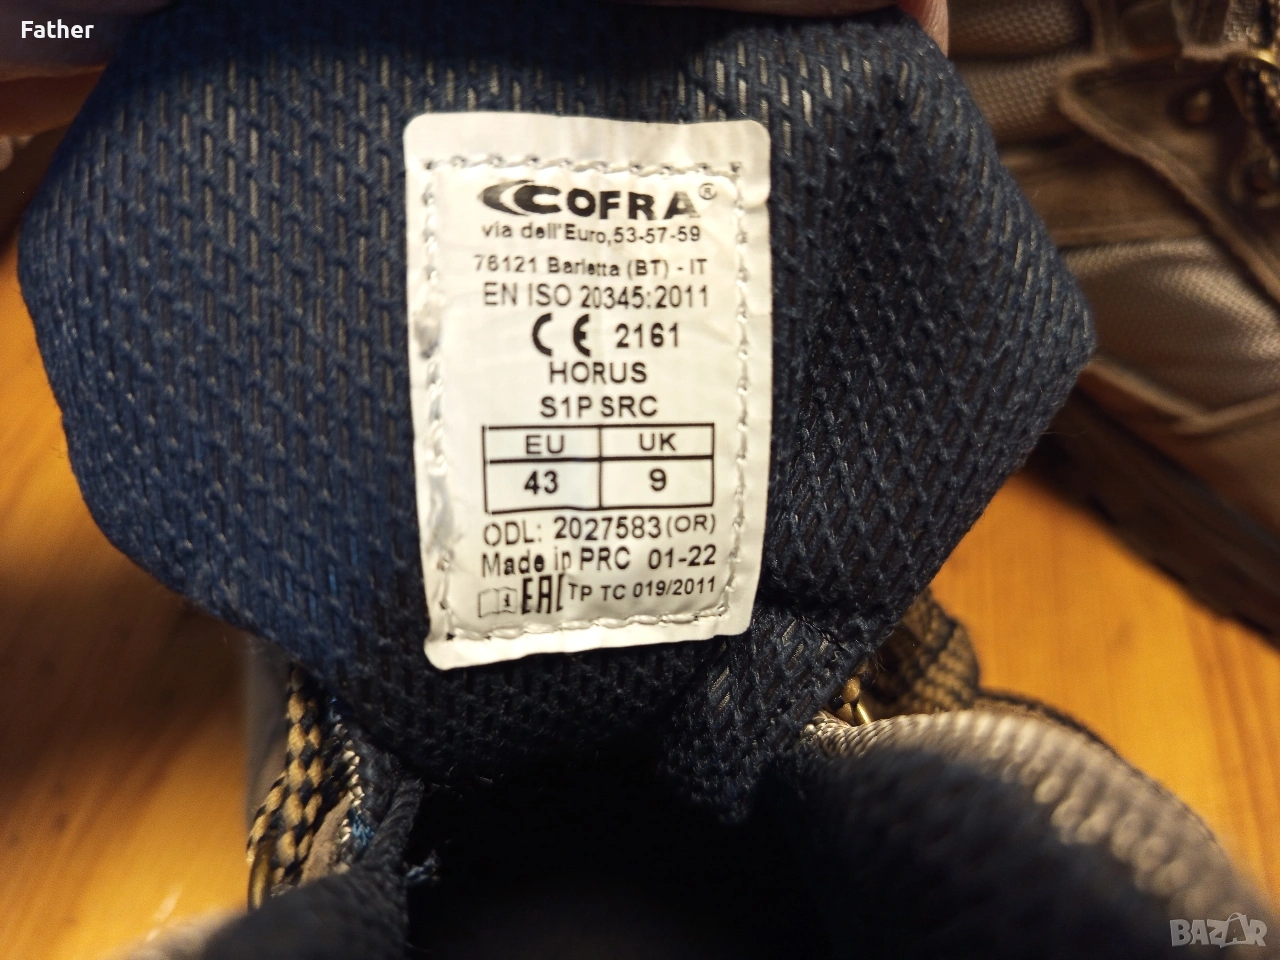 Father
COFRA®
via dell'Euro,53-57-59
76121 Barletta (BT) - IT
EN ISO 20345:2011
CE 2161
HORUS
S1P SRC
EU UK
43 9
ODL: 2027583(OR)
Made in PRC 01-22
EAC TP TC 019/2011
BAZAR